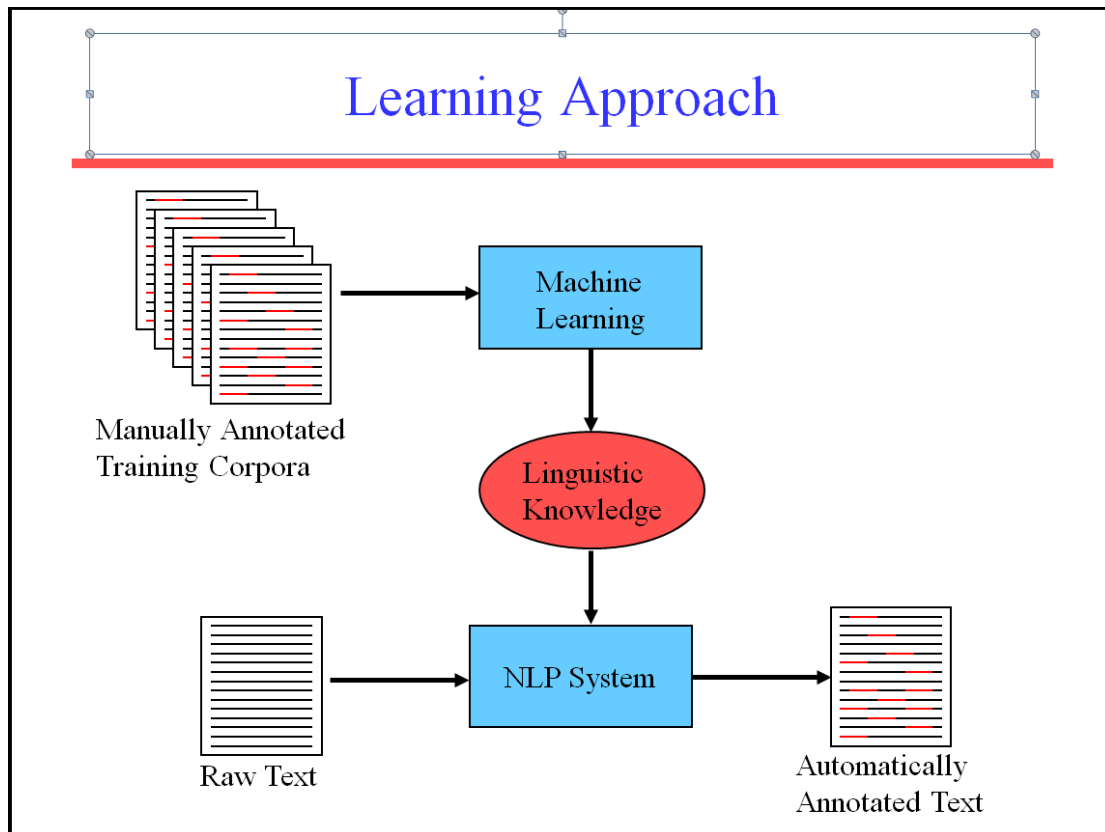 Learning Approach
Machine
Learning
Manually Annotated
Training Corpora
Linguistic
Knowledge
NLP System
Raw Text
Automatically
Annotated Text